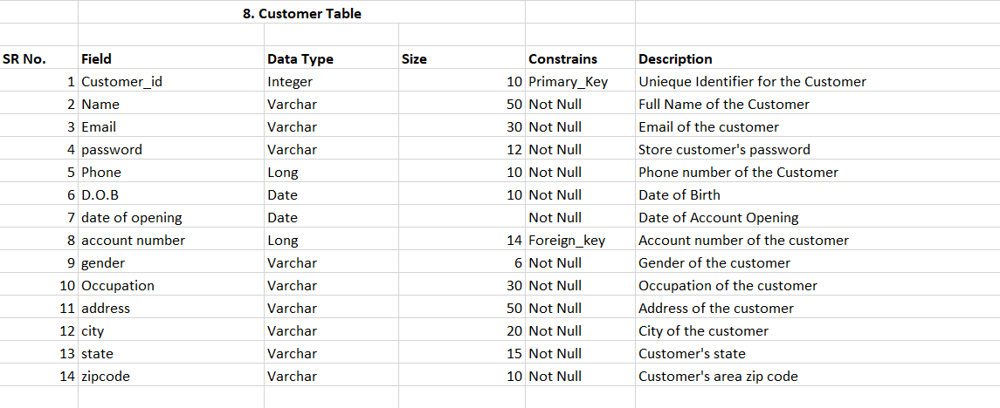 8. Customer Table
SR No. Field Data Type Size Constrains Description
1 Customer_id Integer 10 Primary_Key Unieque Identifier for the Customer
2 Name Varchar 50 Not Null Full Name of the Customer
3 Email Varchar 30 Not Null Email of the customer
4 password Varchar 12 Not Null Store customer's password
5 Phone Long 10 Not Null Phone number of the Customer
6 D.O.B Date 10 Not Null Date of Birth
7 date of opening Date Not Null Date of Account Opening
8 account number Long 14 Foreign_key Account number of the customer
9 gender Varchar 6 Not Null Gender of the customer
10 Occupation Varchar 30 Not Null Occupation of the customer
11 address Varchar 50 Not Null Address of the customer
12 city Varchar 20 Not Null City of the customer
13 state Varchar 15 Not Null Customer's state
14 zipcode Varchar 10 Not Null Customer's area zip code